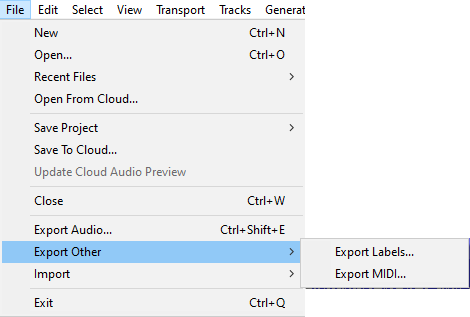 File Edit Select View Transport Tracks Generat
New Ctrl+N
Open... Ctrl+O
Recent Files >
Open From Cloud...
Save Project >
Save To Cloud...
Update Cloud Audio Preview
Close Ctrl+W
Export Audio... Ctrl+Shift+E
Export Other >
Export Labels...
Export MIDI...
Import >
Exit Ctrl+Q